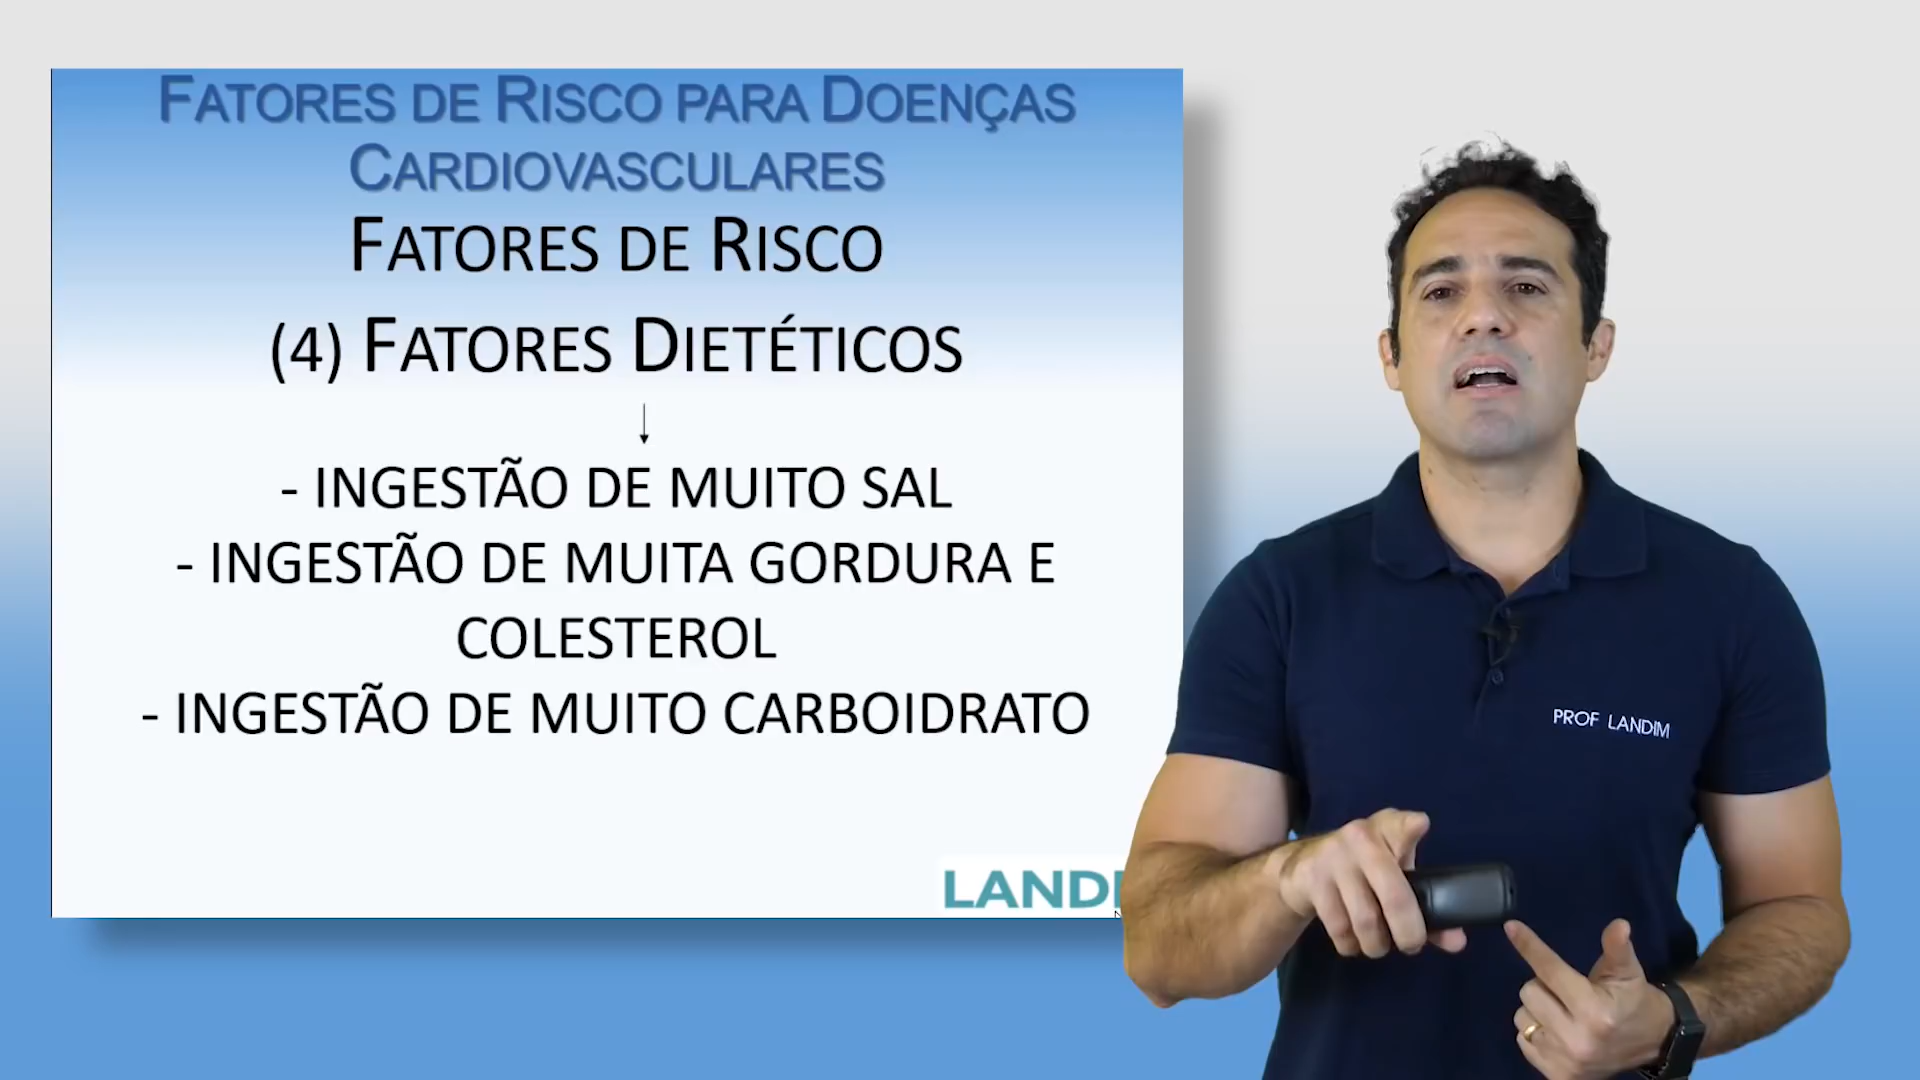 FATORES DE RISCO PARA DOENÇAS
CARDIOVASCULARES
FATORES DE RISCO
(4) FATORES DIETÉTICOS
- INGESTÃO DE MUITO SAL
- INGESTÃO DE MUITA GORDURA E
COLESTEROL
- INGESTÃO DE MUITO CARBOIDRATO
PROF LANDIM